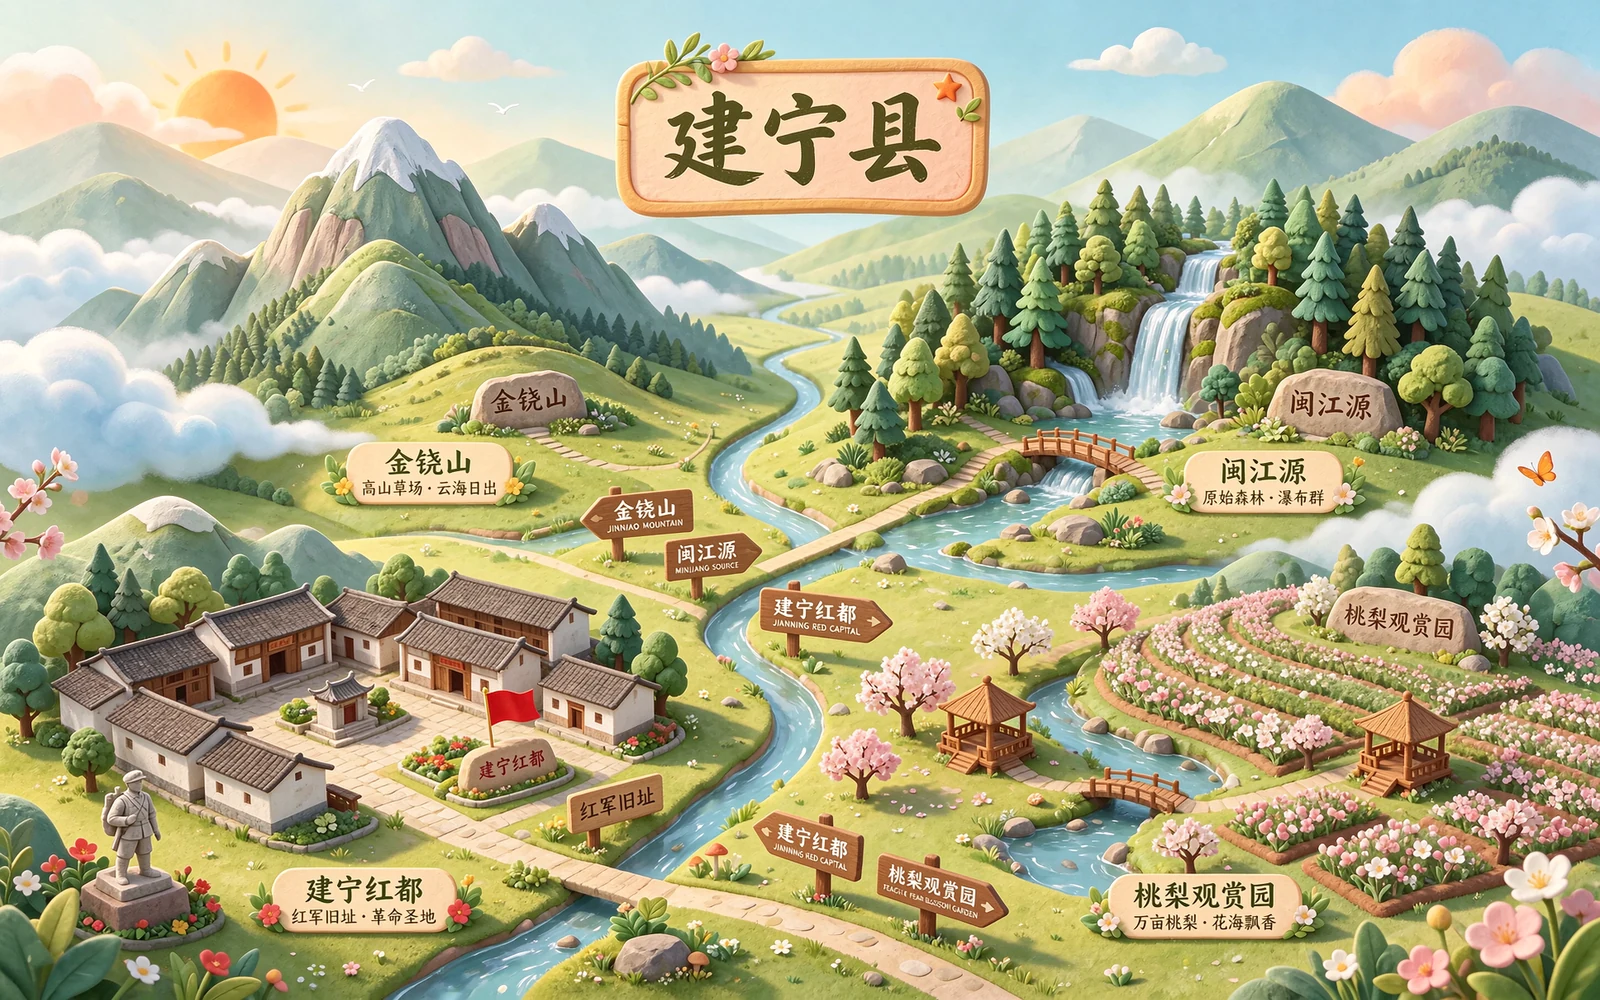 建宁县
金铙山
闽江源
金铙山
高山草场·云海日出
闽江源
原始森林·瀑布群
金铙山
JINNIAO MOUNTAIN
闽江源
MINJIANG SOURCE
建宁红都
JIANNING RED CAPITAL
桃梨观赏园
建宁红都
红军旧址
建宁红都
JIANNING RED CAPITAL
桃梨观赏园
PEACH & PEAR BLOSSOM GARDEN
建宁红都
红军旧址·革命圣地
桃梨观赏园
万亩桃梨·花海飘香